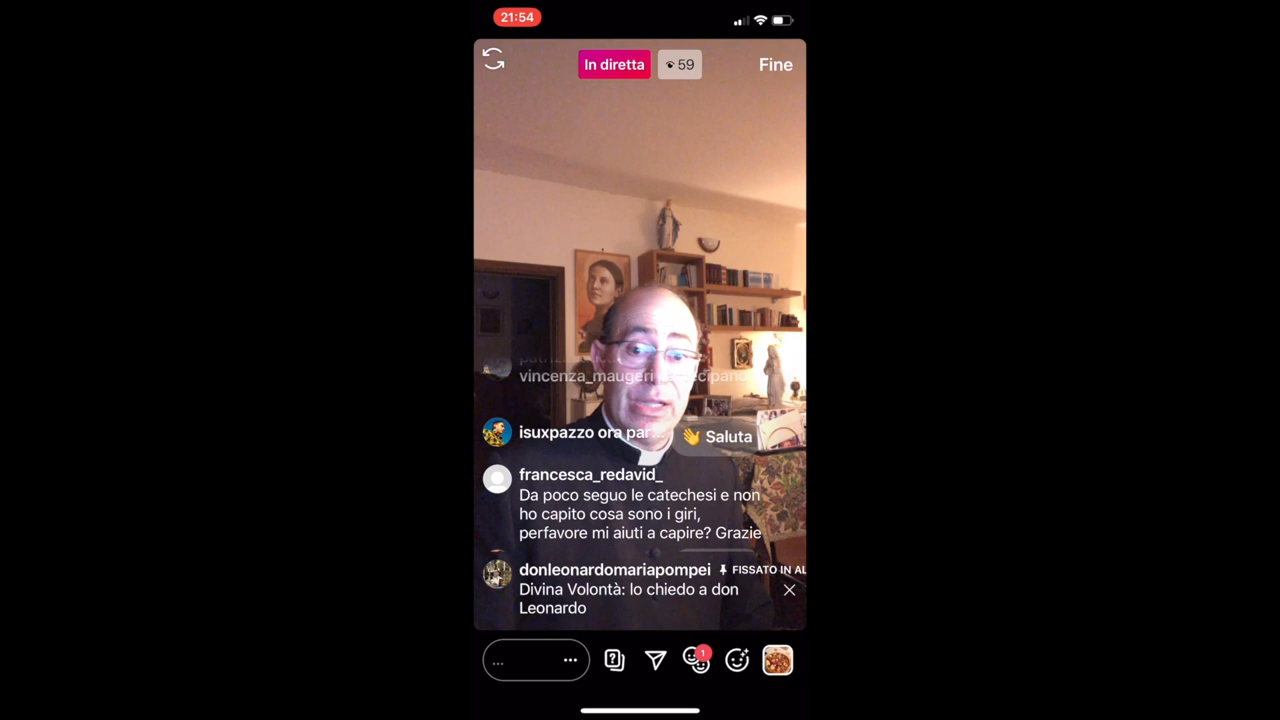 21:54
In diretta
59
Fine
vincenza_maugeri
isuxpazzo ora par...
Saluta
francesca_redavid_
Da poco seguo le catechesi e non
ho capito cosa sono i giri,
perfavore mi aiuti a capire? Grazie
donleonardomariapompei FISSATO IN AL
Divina Volontà: lo chiedo a don
Leonardo
...
1